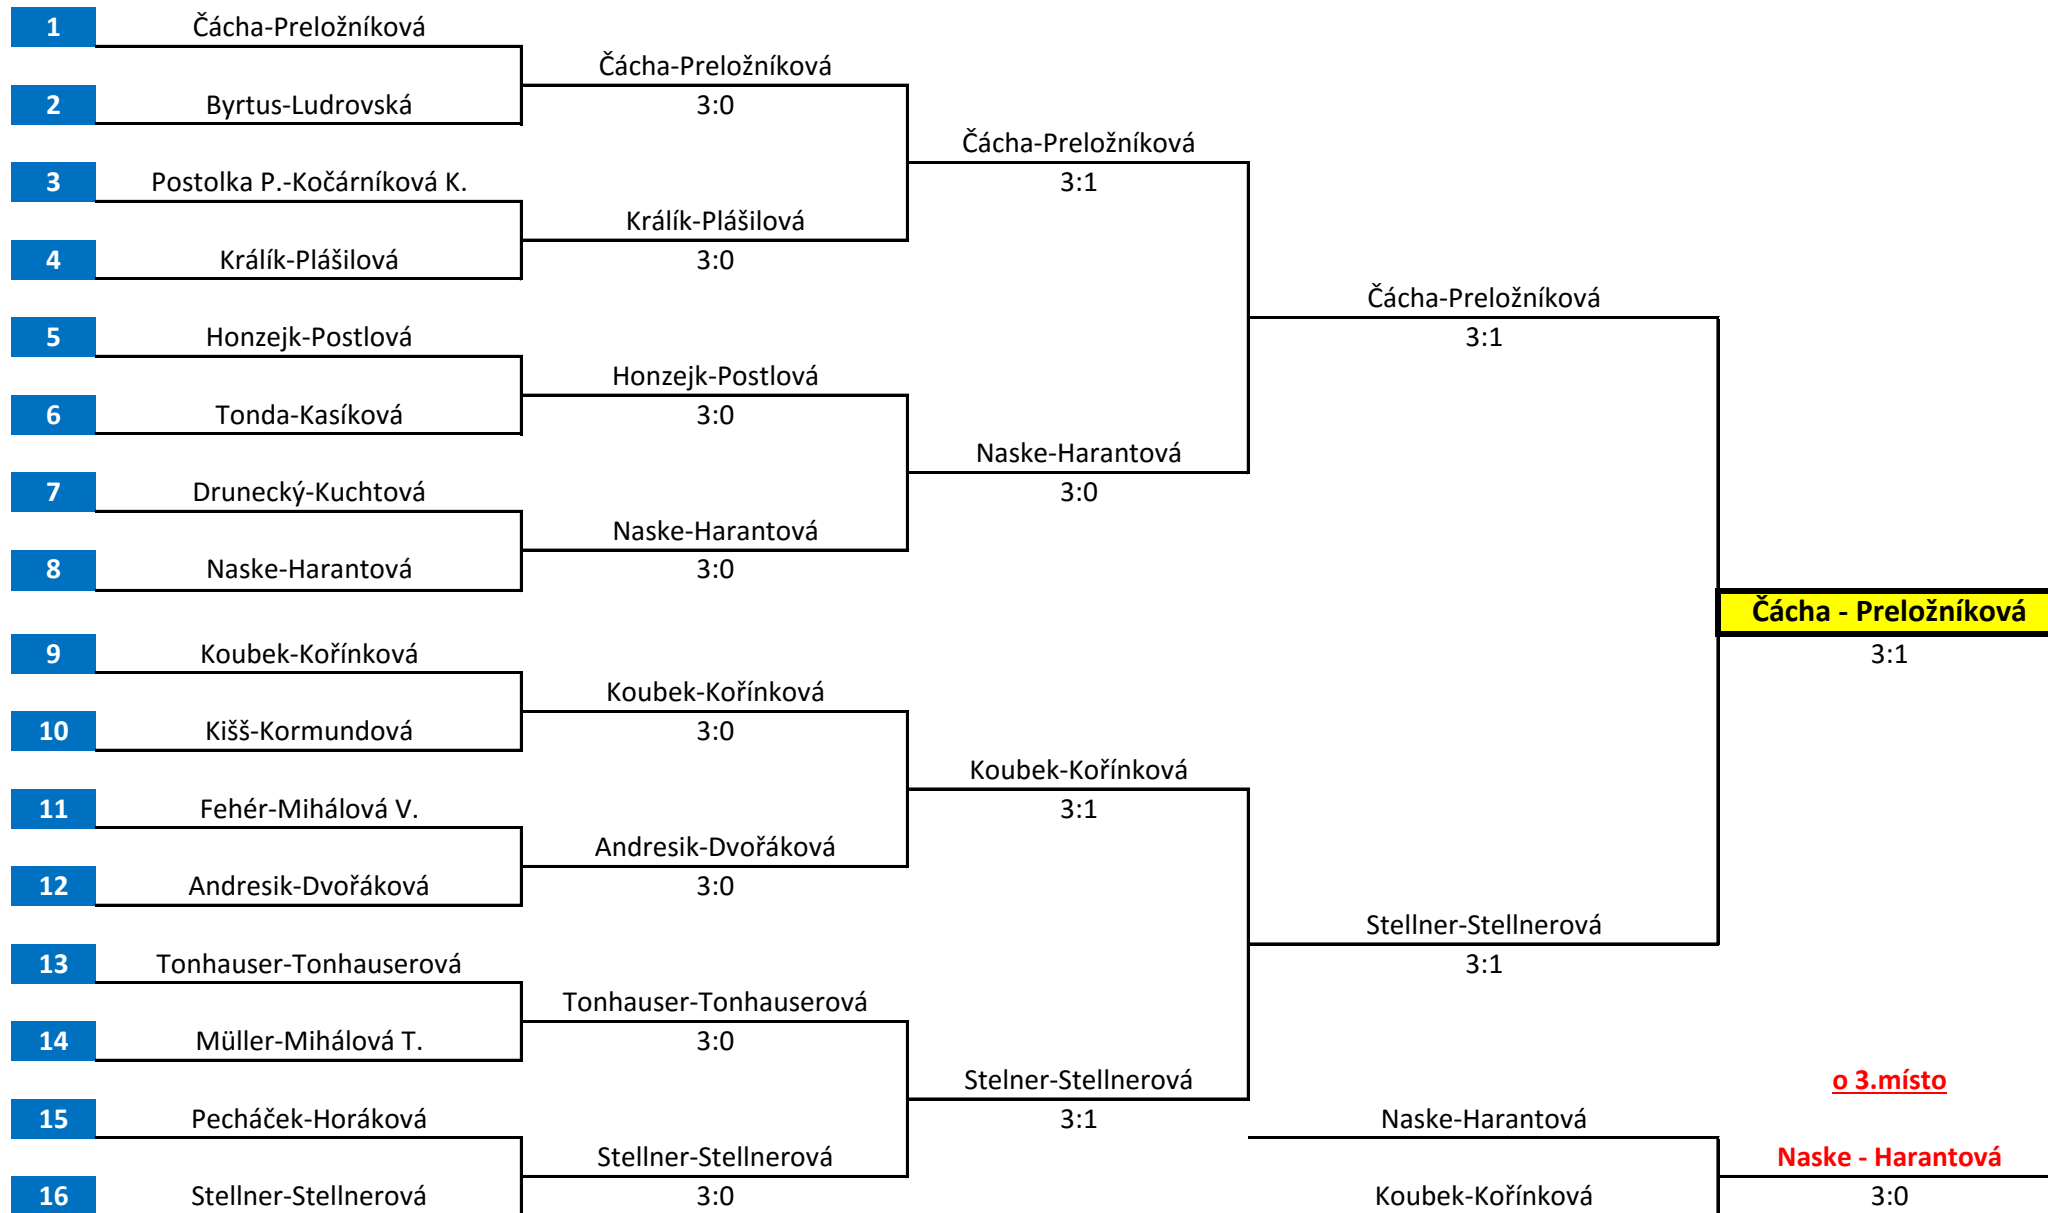 1 Čácha-Preložníková
Čácha-Preložníková
2 Byrtus-Ludrovská 3:0
Čácha-Preložníková
3 Postolka P.-Kočárníková K. 3:1
Králík-Plášilová
4 Králík-Plášilová 3:0
Čácha-Preložníková
5 Honzejk-Postlová 3:1
Honzejk-Postlová
6 Tonda-Kasíková 3:0
Naske-Harantová
7 Drunecký-Kuchtová 3:0
Naske-Harantová
8 Naske-Harantová 3:0
Čácha - Preložníková
9 Koubek-Kořínková 3:1
Koubek-Kořínková
10 Kišš-Kormundová 3:0
Koubek-Kořínková
11 Fehér-Mihálová V. 3:1
Andresik-Dvořáková
12 Andresik-Dvořáková 3:0
Stellner-Stellnerová
13 Tonhauser-Tonhauserová 3:1
Tonhauser-Tonhauserová
14 Müller-Mihálová T. 3:0
Stelner-Stellnerová o 3.místo
15 Pecháček-Horáková 3:1 Naske-Harantová
Stellner-Stellnerová Naske - Harantová
16 Stellner-Stellnerová 3:0 Koubek-Kořínková 3:0